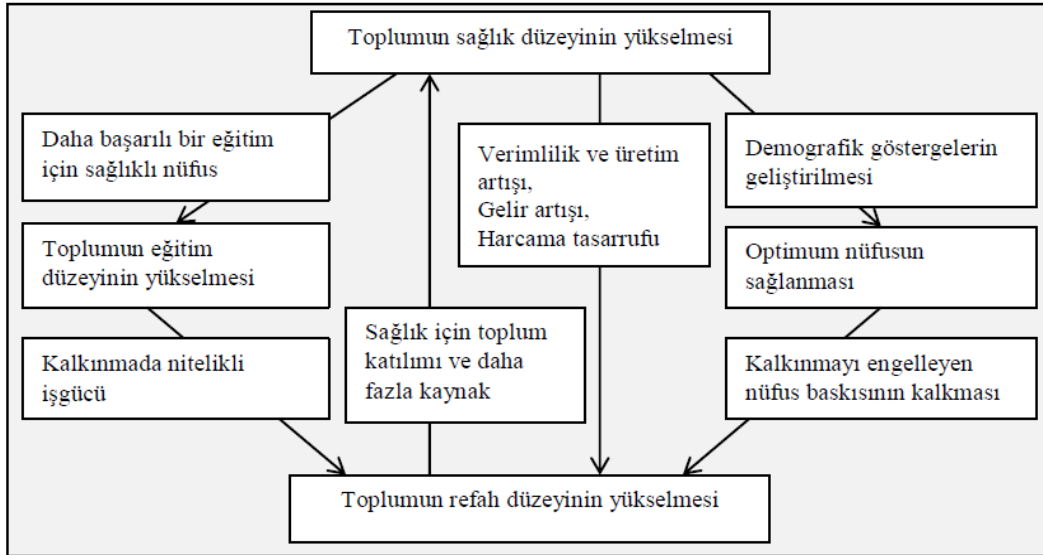 Toplumun sağlık düzeyinin yükselmesi
Daha başarılı bir eğitim
için sağlıklı nüfus
Verimlilik ve üretim
artışı,
Gelir artışı,
Harcama tasarrufu
Demografik göstergelerin
geliştirilmesi
Toplumun eğitim
düzeyinin yükselmesi
Optimum nüfusun
sağlanması
Kalkınmada nitelikli
işgücü
Sağlık için toplum
katılımı ve daha
fazla kaynak
Kalkınmayı engelleyen
nüfus baskısının kalkması
Toplumun refah düzeyinin yükselmesi